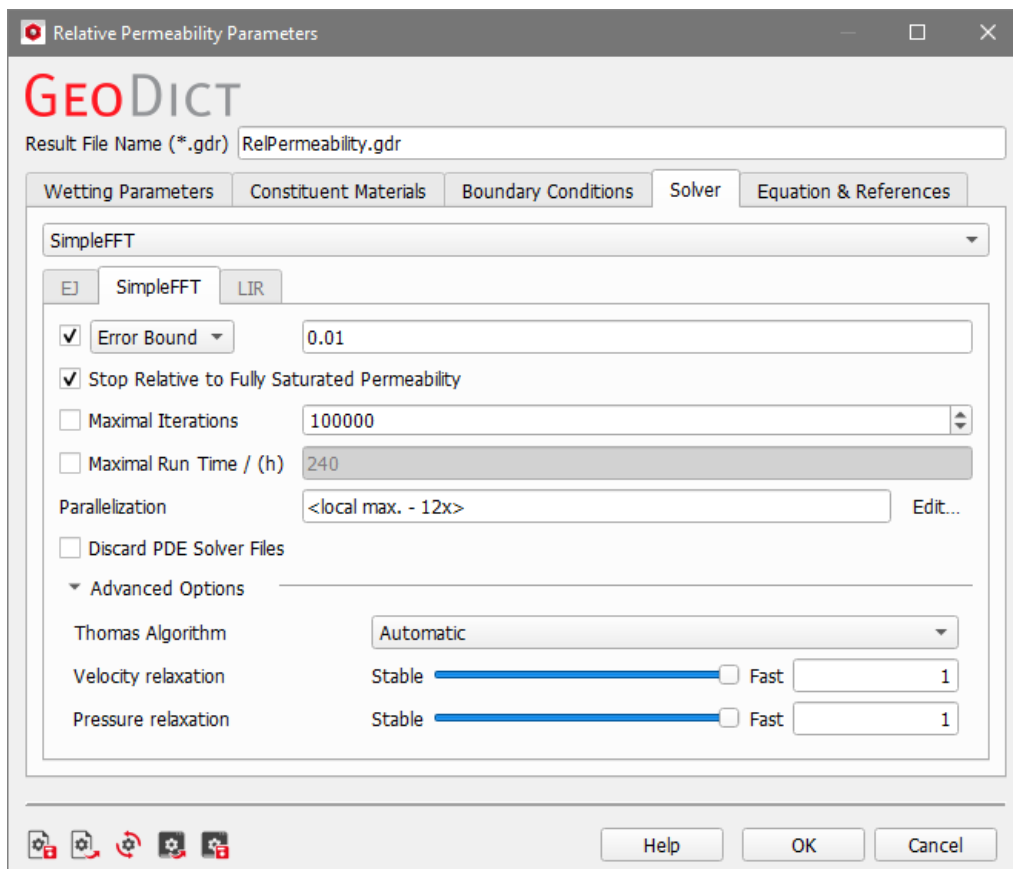 Relative Permeability Parameters
GEODICT
Result File Name (*.gdr) RelPermeability.gdr
Wetting Parameters Constituent Materials Boundary Conditions Solver Equation & References
SimpleFFT
EJ SimpleFFT LIR
Error Bound 0.01
Stop Relative to Fully Saturated Permeability
Maximal Iterations 100000
Maximal Run Time / (h) 240
Parallelization <local max. - 12x> Edit...
Discard PDE Solver Files
Advanced Options
Thomas Algorithm Automatic
Velocity relaxation Stable Fast 1
Pressure relaxation Stable Fast 1
Help OK Cancel